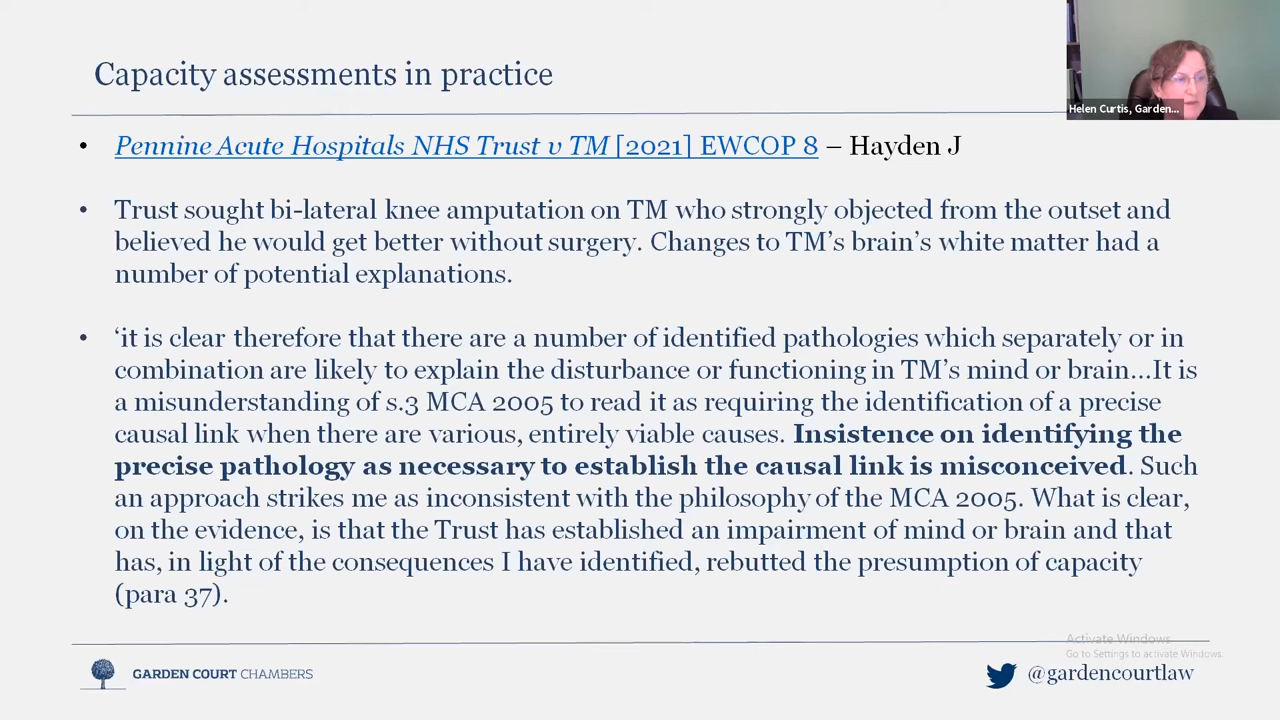 Capacity assessments in practice
Helen Curtis, Garden...
• Pennine Acute Hospitals NHS Trust v TM [2021] EWCOP 8 – Hayden J
• Trust sought bi-lateral knee amputation on TM who strongly objected from the outset and
believed he would get better without surgery. Changes to TM’s brain’s white matter had a
number of potential explanations.
• ‘it is clear therefore that there are a number of identified pathologies which separately or in
combination are likely to explain the disturbance or functioning in TM’s mind or brain…It is
a misunderstanding of s.3 MCA 2005 to read it as requiring the identification of a precise
causal link when there are various, entirely viable causes. Insistence on identifying the
precise pathology as necessary to establish the causal link is misconceived. Such
an approach strikes me as inconsistent with the philosophy of the MCA 2005. What is clear,
on the evidence, is that the Trust has established an impairment of mind or brain and that
has, in light of the consequences I have identified, rebutted the presumption of capacity
(para 37).
Activate Windows
Go to Settings to activate Windows.
GARDEN COURT CHAMBERS
@gardencourtlaw